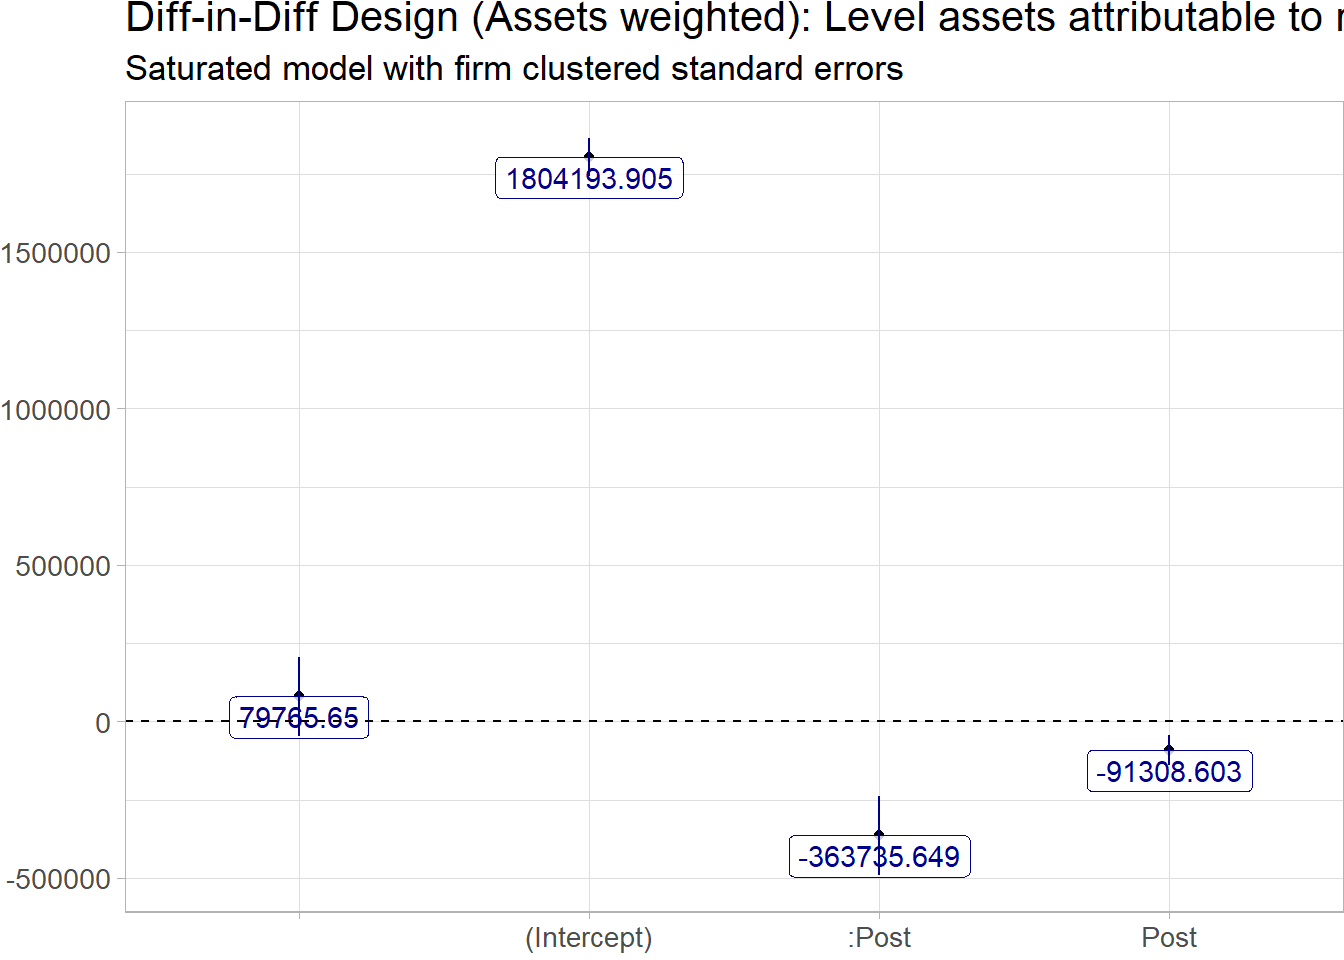 Diff-in-Diff Design (Assets weighted): Level assets attributable to
Saturated model with firm clustered standard errors
1804193.905
1500000
1000000
500000
79765.65
0
-91308.603
-363735.649
-500000
(Intercept)
:Post
Post